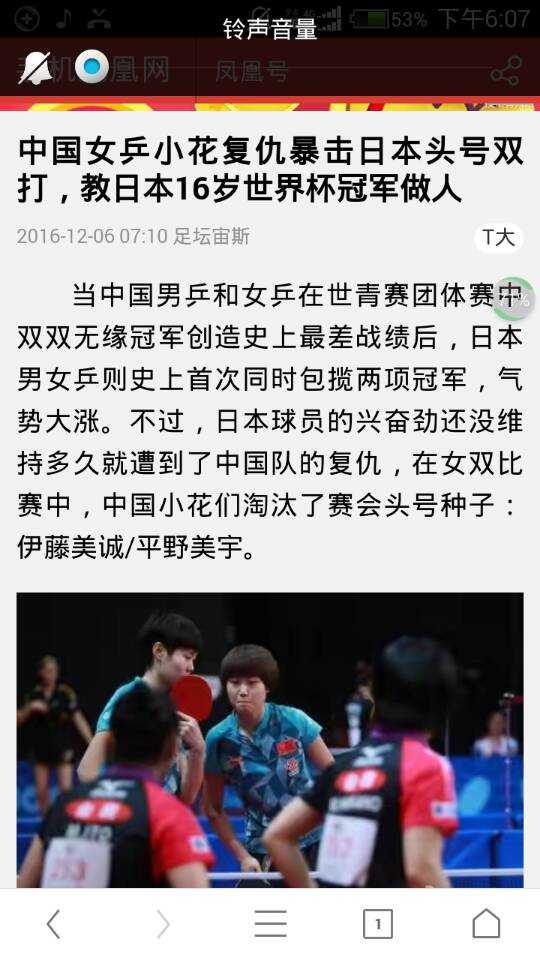 铃声音量
53% 下午6:07
凰网
凤凰号
中国女乒小花复仇暴击日本头号双
打，教日本16岁世界杯冠军做人
2016-12-06 07:10 足坛宙斯
T大
当中国男乒和女乒在世青赛团体赛中
双双无缘冠军创造史上最差战绩后，日本
男女乒则史上首次同时包揽两项冠军，气
势大涨。不过，日本球员的兴奋劲还没维
持多久就遭到了中国队的复仇，在女双比
赛中，中国小花们淘汰了赛会头号种子：
伊藤美诚/平野美宇。
1